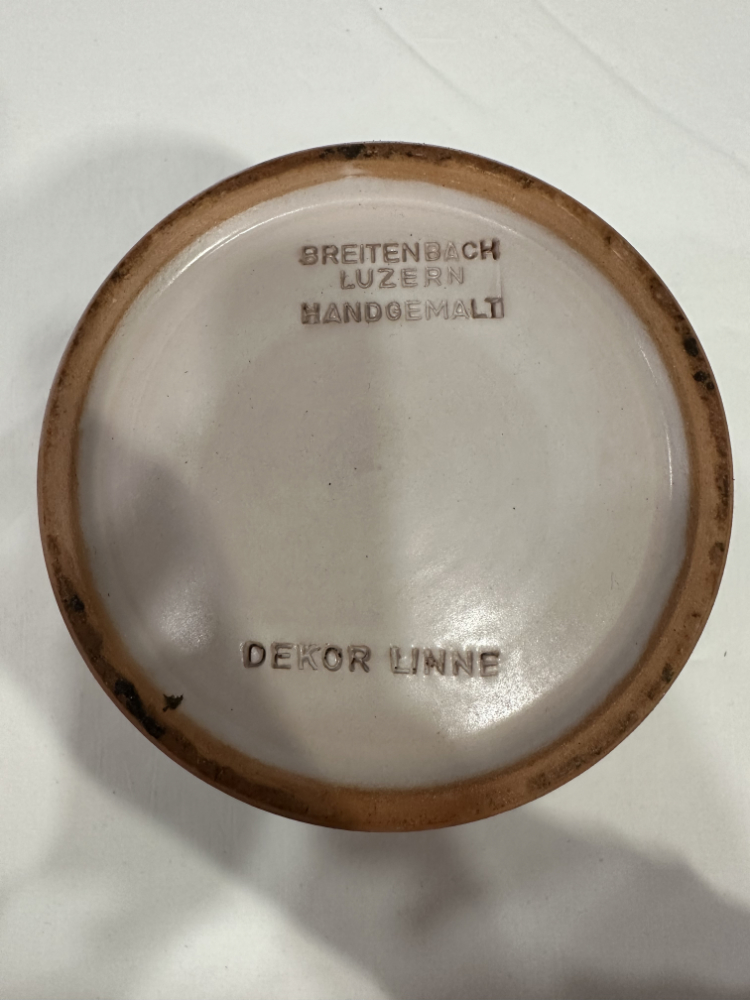 BREITENBACH
LUZERN
HANDGEMALT
DEKOR LINNE